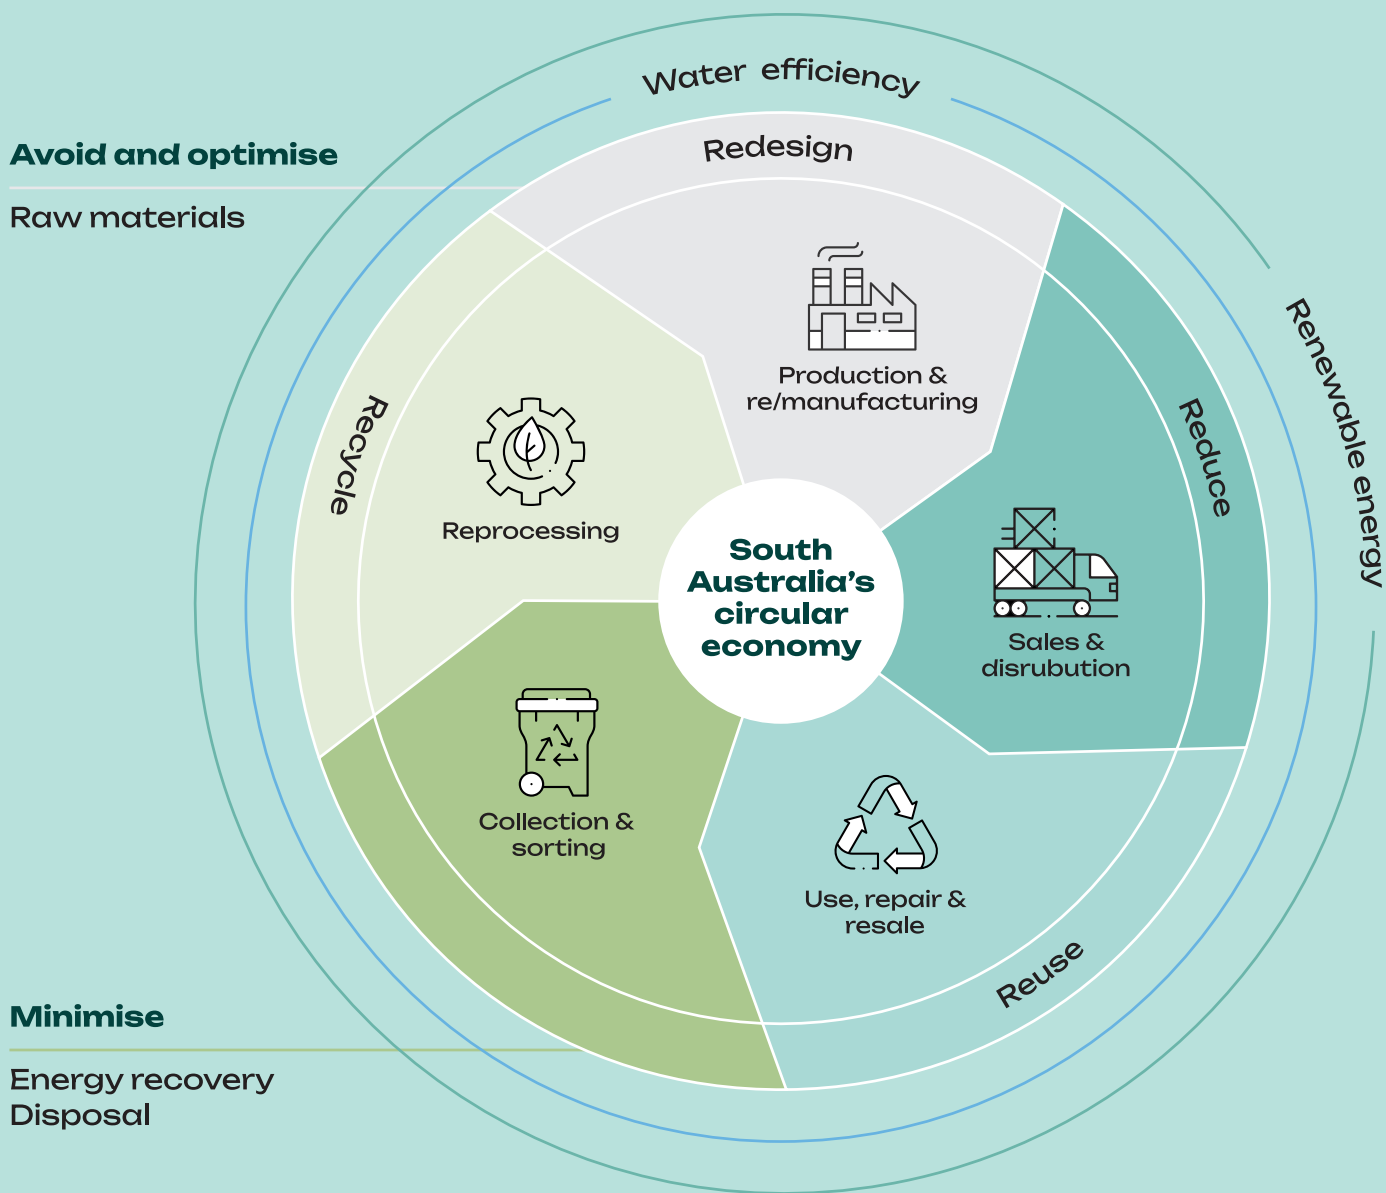 Water efficiency
Avoid and optimise
Raw materials
Redesign
Production &
re/manufacturing
Renewable energy
Reduce
Sales &
disrubution
Recycle
Reprocessing
South
Australia’s
circular
economy
Collection &
sorting
Use, repair &
resale
Reuse
Minimise
Energy recovery
Disposal